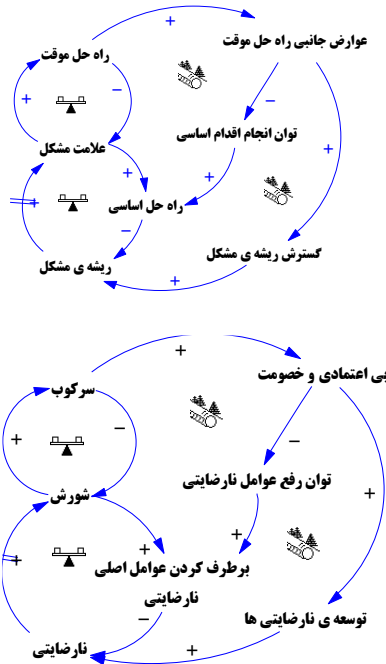 عوارض جانبی راه حل موقت
راه حل موقت
توان انجام اقدام اساسی
علامت مشکل
راه حل اساسی
گسترش ریشه ی مشکل
ریشه ی مشکل
بی اعتمادی و خصومت
سرکوب
توان رفع عوامل نارضایتی
شورش
برطرف کردن عوامل اصلی
نارضایتی
توسعه ی نارضایتی ها
نارضایتی